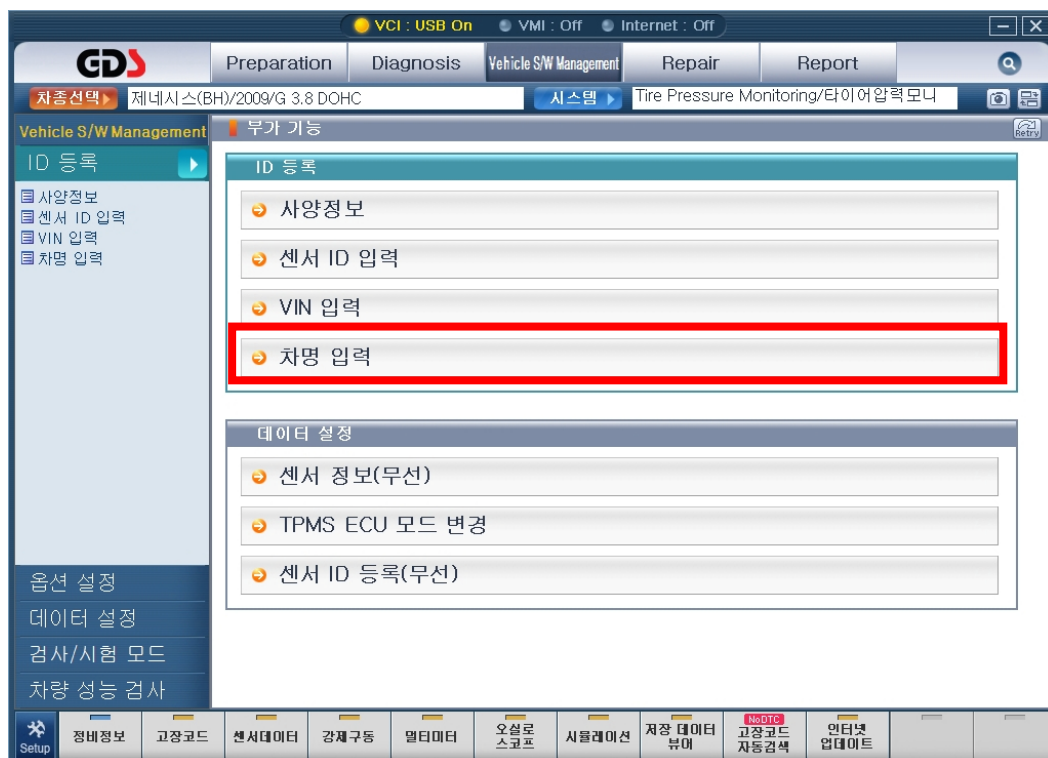 VCI : USB On VMI : Off Internet : Off
GDS Preparation Diagnosis Vehicle S/W Management Repair Report
차종선택 제네시스(BH)/2009/G 3.8 DOHC 시스템 Tire Pressure Monitoring/타이어압력모니
Vehicle S/W Management
ID 등록
사양정보
센서 ID 입력
VIN 입력
차명 입력
옵션 설정
데이터 설정
검사/시험 모드
차량 성능 검사
부가 기능
Retry
ID 등록
사양정보
센서 ID 입력
VIN 입력
차명 입력
데이터 설정
센서 정보(무선)
TPMS ECU 모드 변경
센서 ID 등록(무선)
Setup
정비정보
고장코드
센서데이터
강제구동
멀티미터
오실로
스코프
시뮬레이션
저장 데이터
뷰어
NoDTC
고장코드
자동검색
인터넷
업데이트